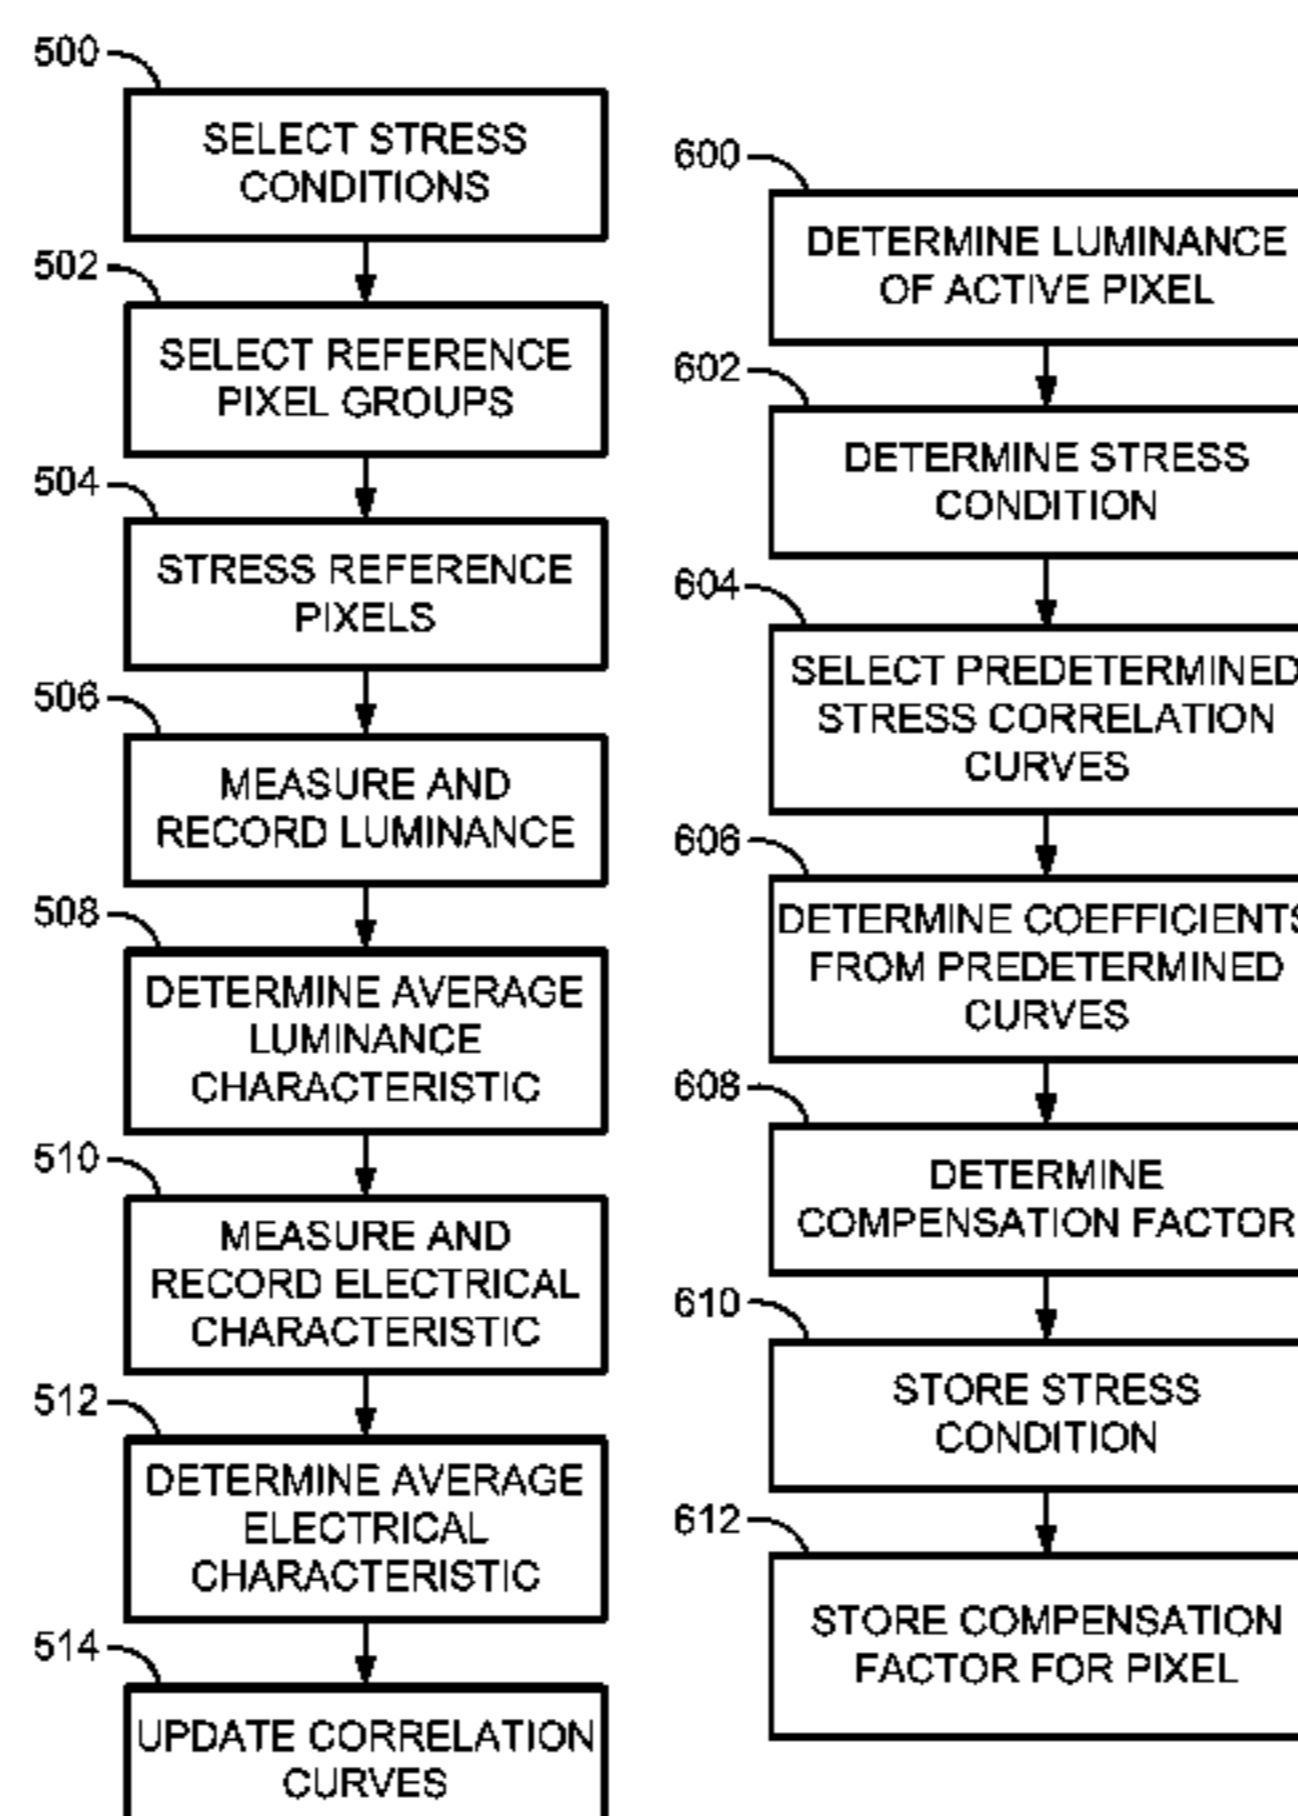 500
SELECT STRESS
CONDITIONS
502
SELECT REFERENCE
PIXEL GROUPS
504
STRESS REFERENCE
PIXELS
506
MEASURE AND
RECORD LUMINANCE
508
DETERMINE AVERAGE
LUMINANCE
CHARACTERISTIC
510
MEASURE AND
RECORD ELECTRICAL
CHARACTERISTIC
512
DETERMINE AVERAGE
ELECTRICAL
CHARACTERISTIC
514
UPDATE CORRELATION
CURVES
600
DETERMINE LUMINANCE
OF ACTIVE PIXEL
602
DETERMINE STRESS
CONDITION
604
SELECT PREDETERMINED
STRESS CORRELATION
CURVES
606
DETERMINE COEFFICIENTS
FROM PREDETERMINED
CURVES
608
DETERMINE
COMPENSATION FACTOR
610
STORE STRESS
CONDITION
612
STORE COMPENSATION
FACTOR FOR PIXEL